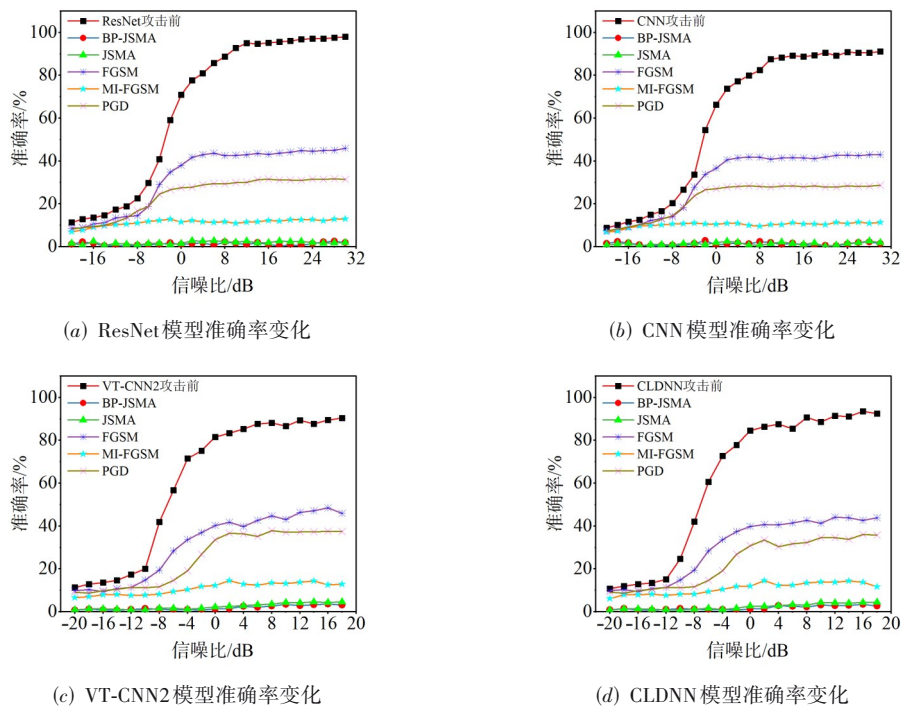 100
80
60
40
20
0
准确率/%
ResNet攻击前
BP-JSMA
JSMA
FGSM
MI-FGSM
PGD
-16 -8 0 8 16 24 32
信噪比/dB
(a) ResNet模型准确率变化
100
80
60
40
20
0
准确率/%
CNN攻击前
BP-JSMA
JSMA
FGSM
MI-FGSM
PGD
-16 -8 0 8 16 24 32
信噪比/dB
(b) CNN模型准确率变化
100
80
60
40
20
0
准确率/%
VT-CNN2攻击前
BP-JSMA
JSMA
FGSM
MI-FGSM
PGD
-20 -16 -12 -8 -4 0 4 8 12 16 20
信噪比/dB
(c) VT-CNN2模型准确率变化
100
80
60
40
20
0
准确率/%
CLDNN攻击前
BP-JSMA
JSMA
FGSM
MI-FGSM
PGD
-20 -16 -12 -8 -4 0 4 8 12 16 20
信噪比/dB
(d) CLDNN模型准确率变化